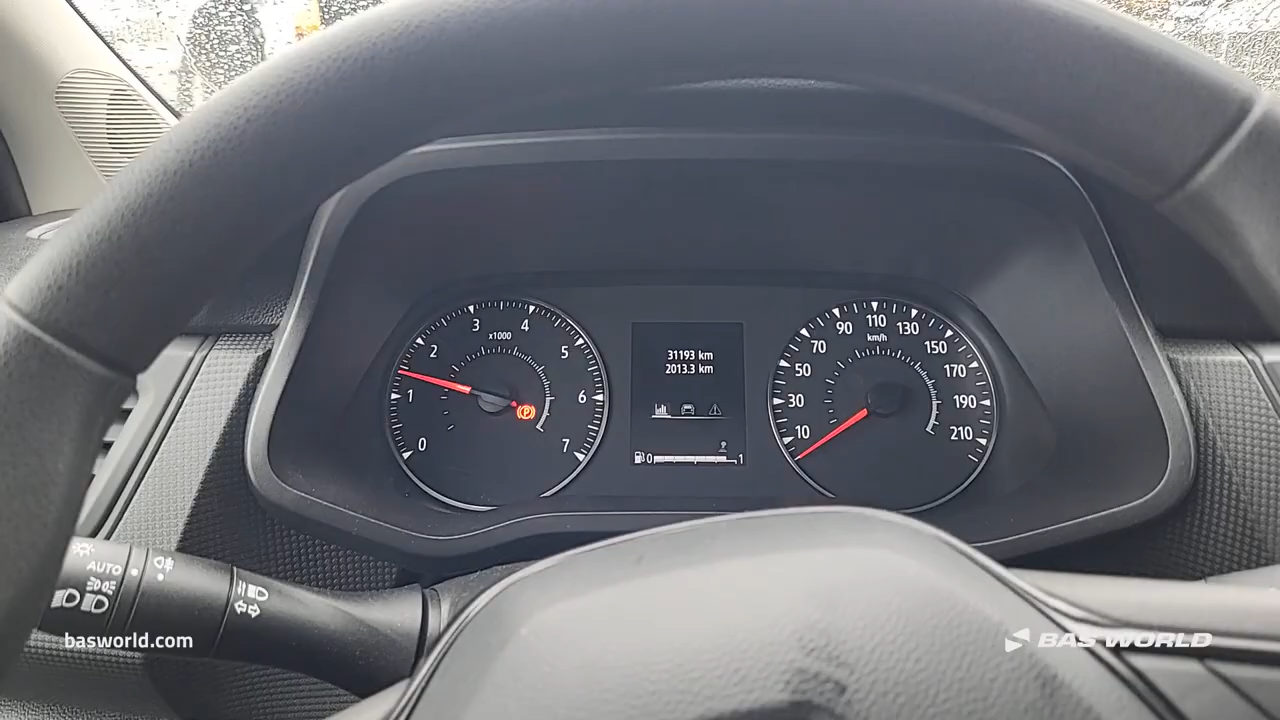 3 4
x1000
2 5
1 6
0 7
(P)
31193 km
2013.3 km
0 1
90 110 130
km/h
70 150
50 170
30 190
10 210
AUTO
basworld.com
BAS WORLD